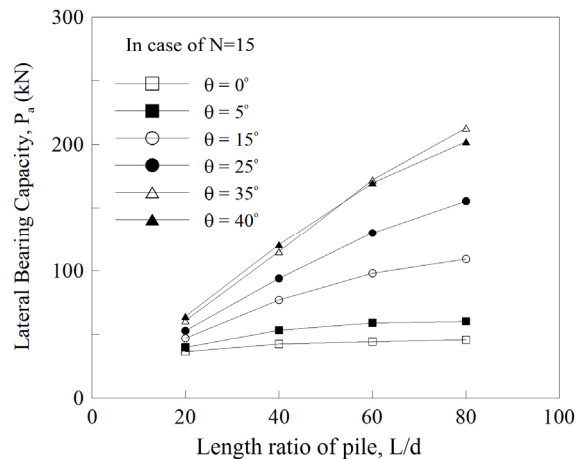 300
200
100
0
Lateral Bearing Capacity, Pₐ (kN)
In case of N=15
θ = 0°
θ = 5°
θ = 15°
θ = 25°
θ = 35°
θ = 40°
0 20 40 60 80 100
Length ratio of pile, L/d